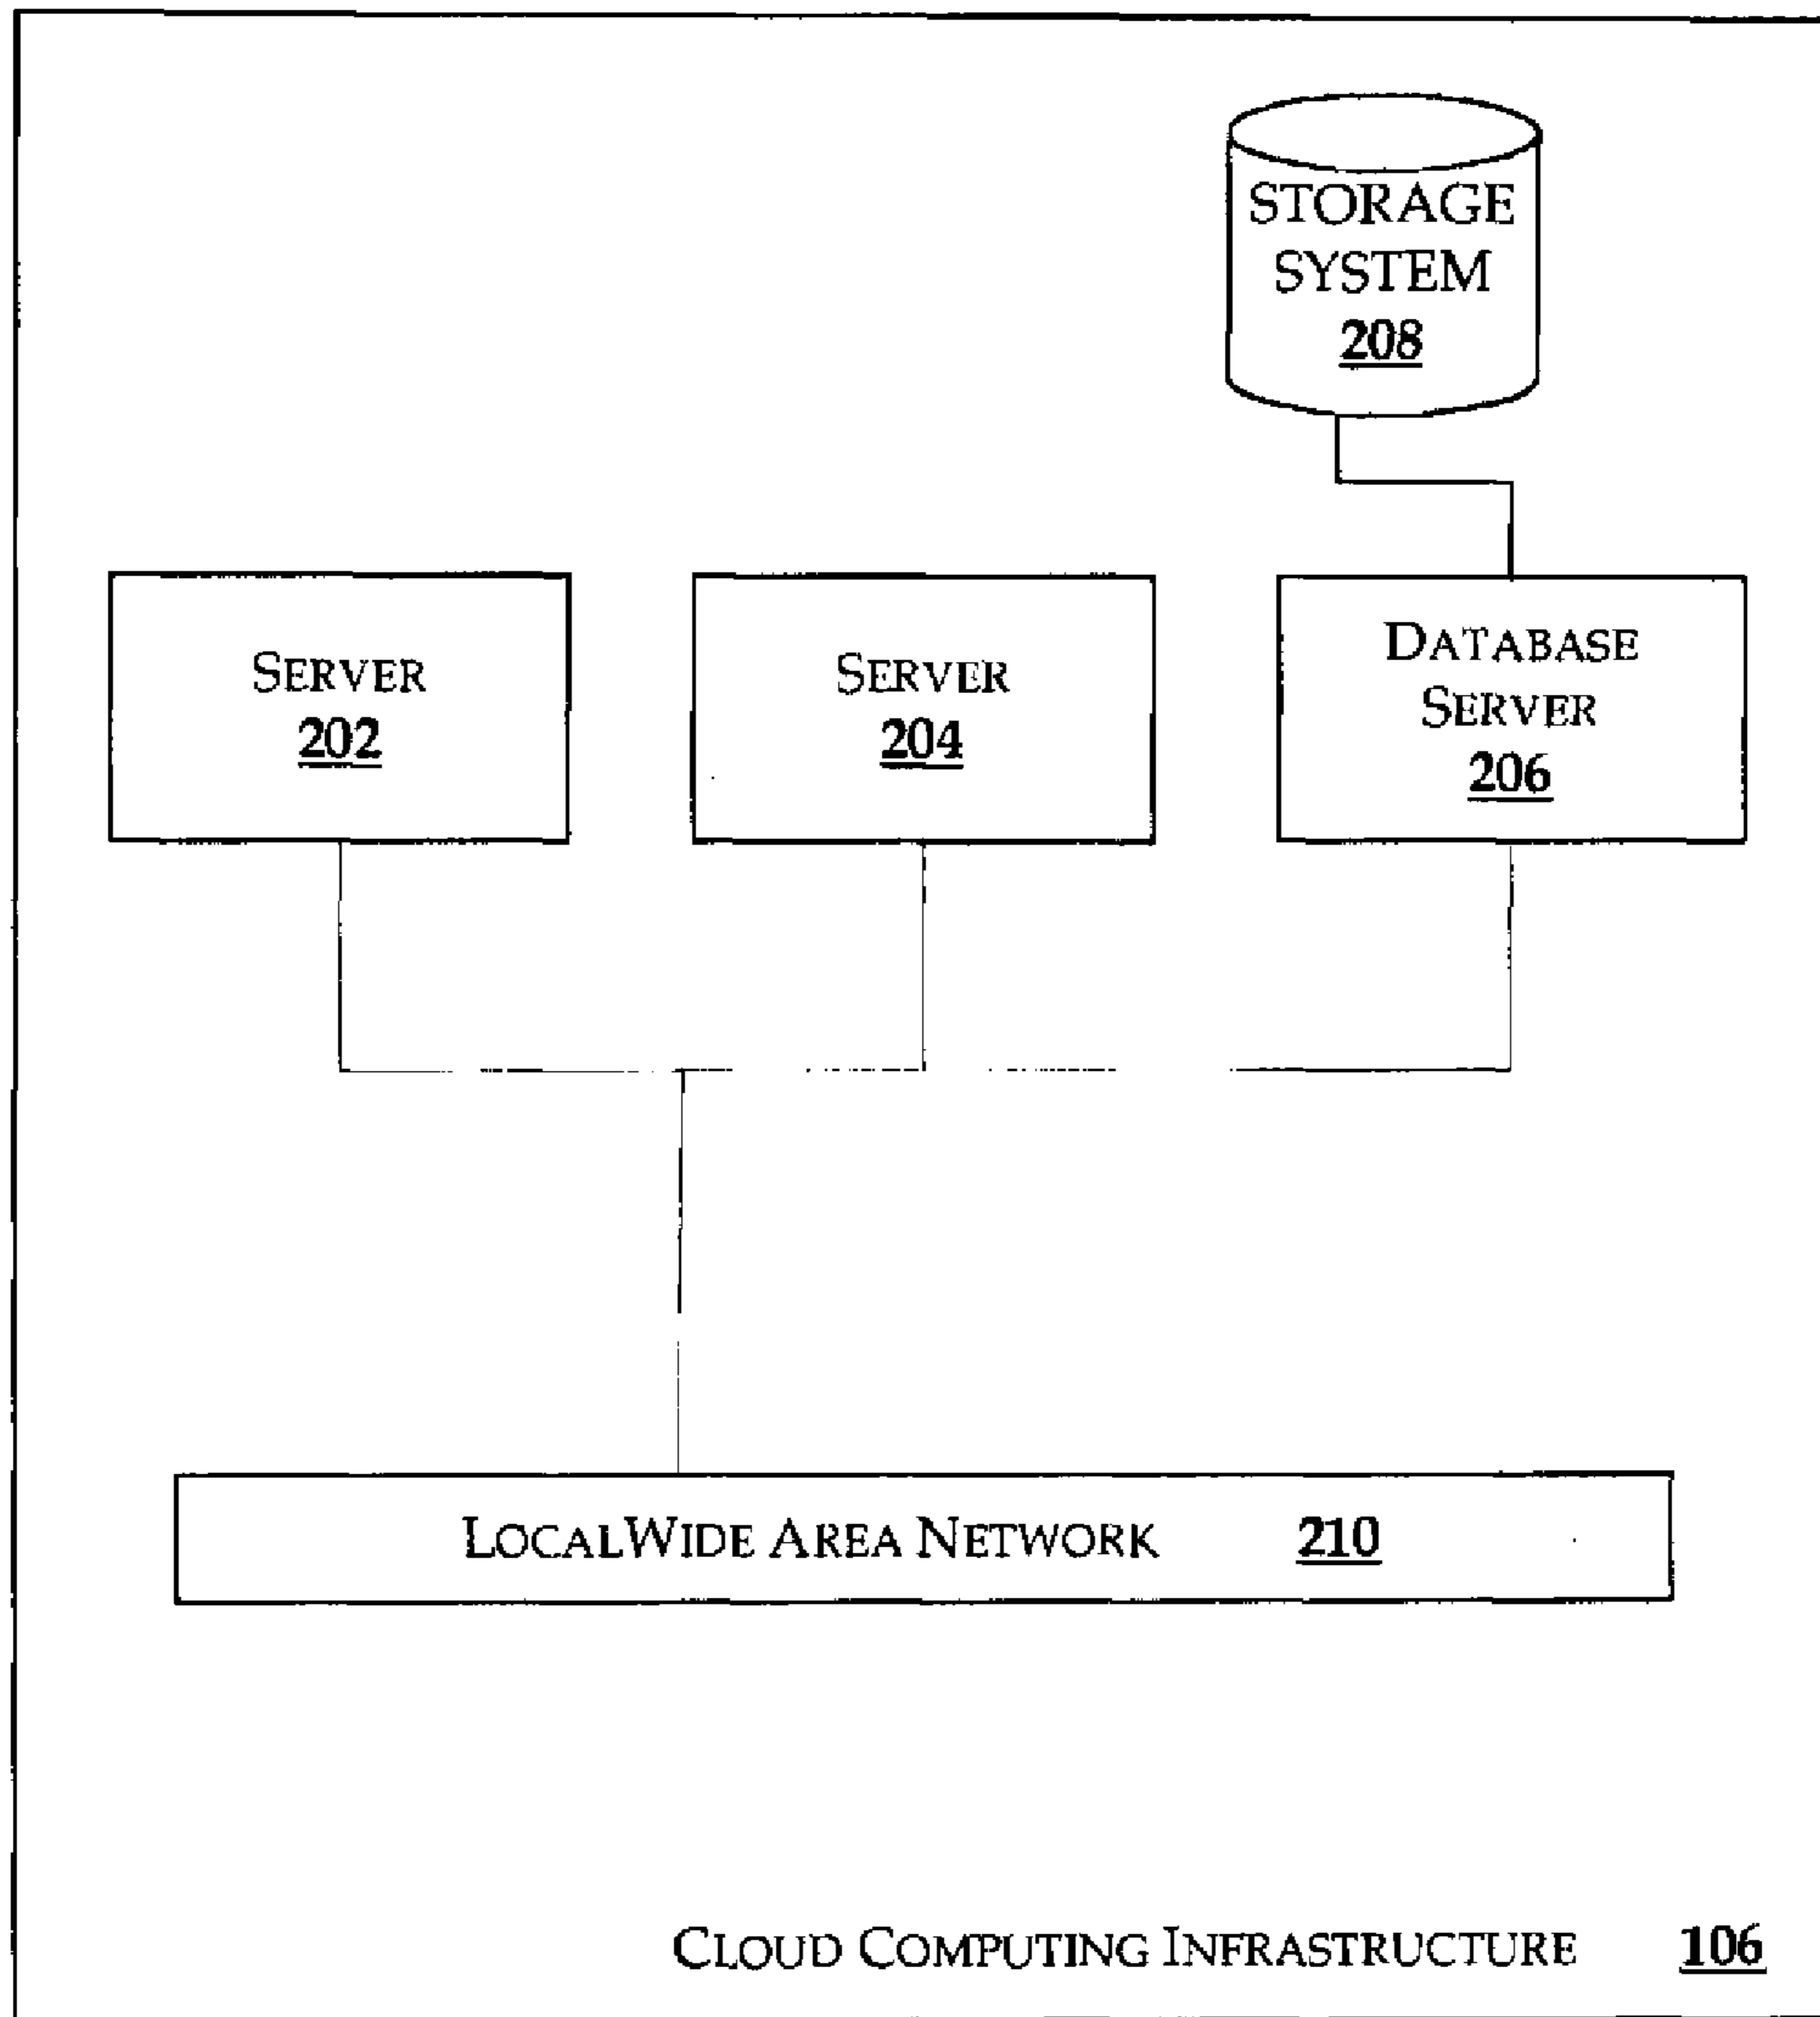 STORAGE
SYSTEM
208
SERVER
202
SERVER
204
DATABASE
SERVER
206
LOCALWIDE AREA NETWORK 210
CLOUD COMPUTING INFRASTRUCTURE 106